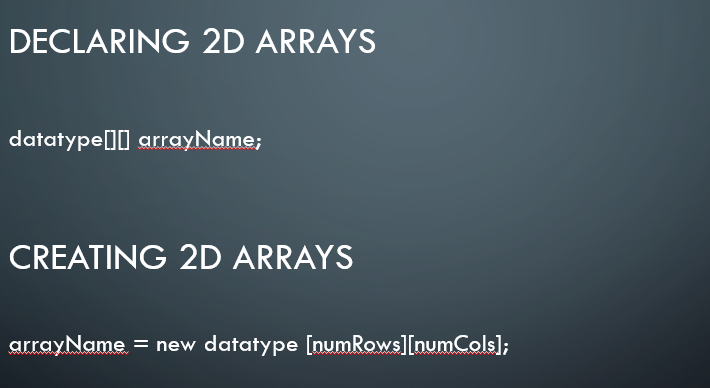 DECLARING 2D ARRAYS
datatype[][] arrayName;
CREATING 2D ARRAYS
arrayName = new datatype [numRows][numCols];